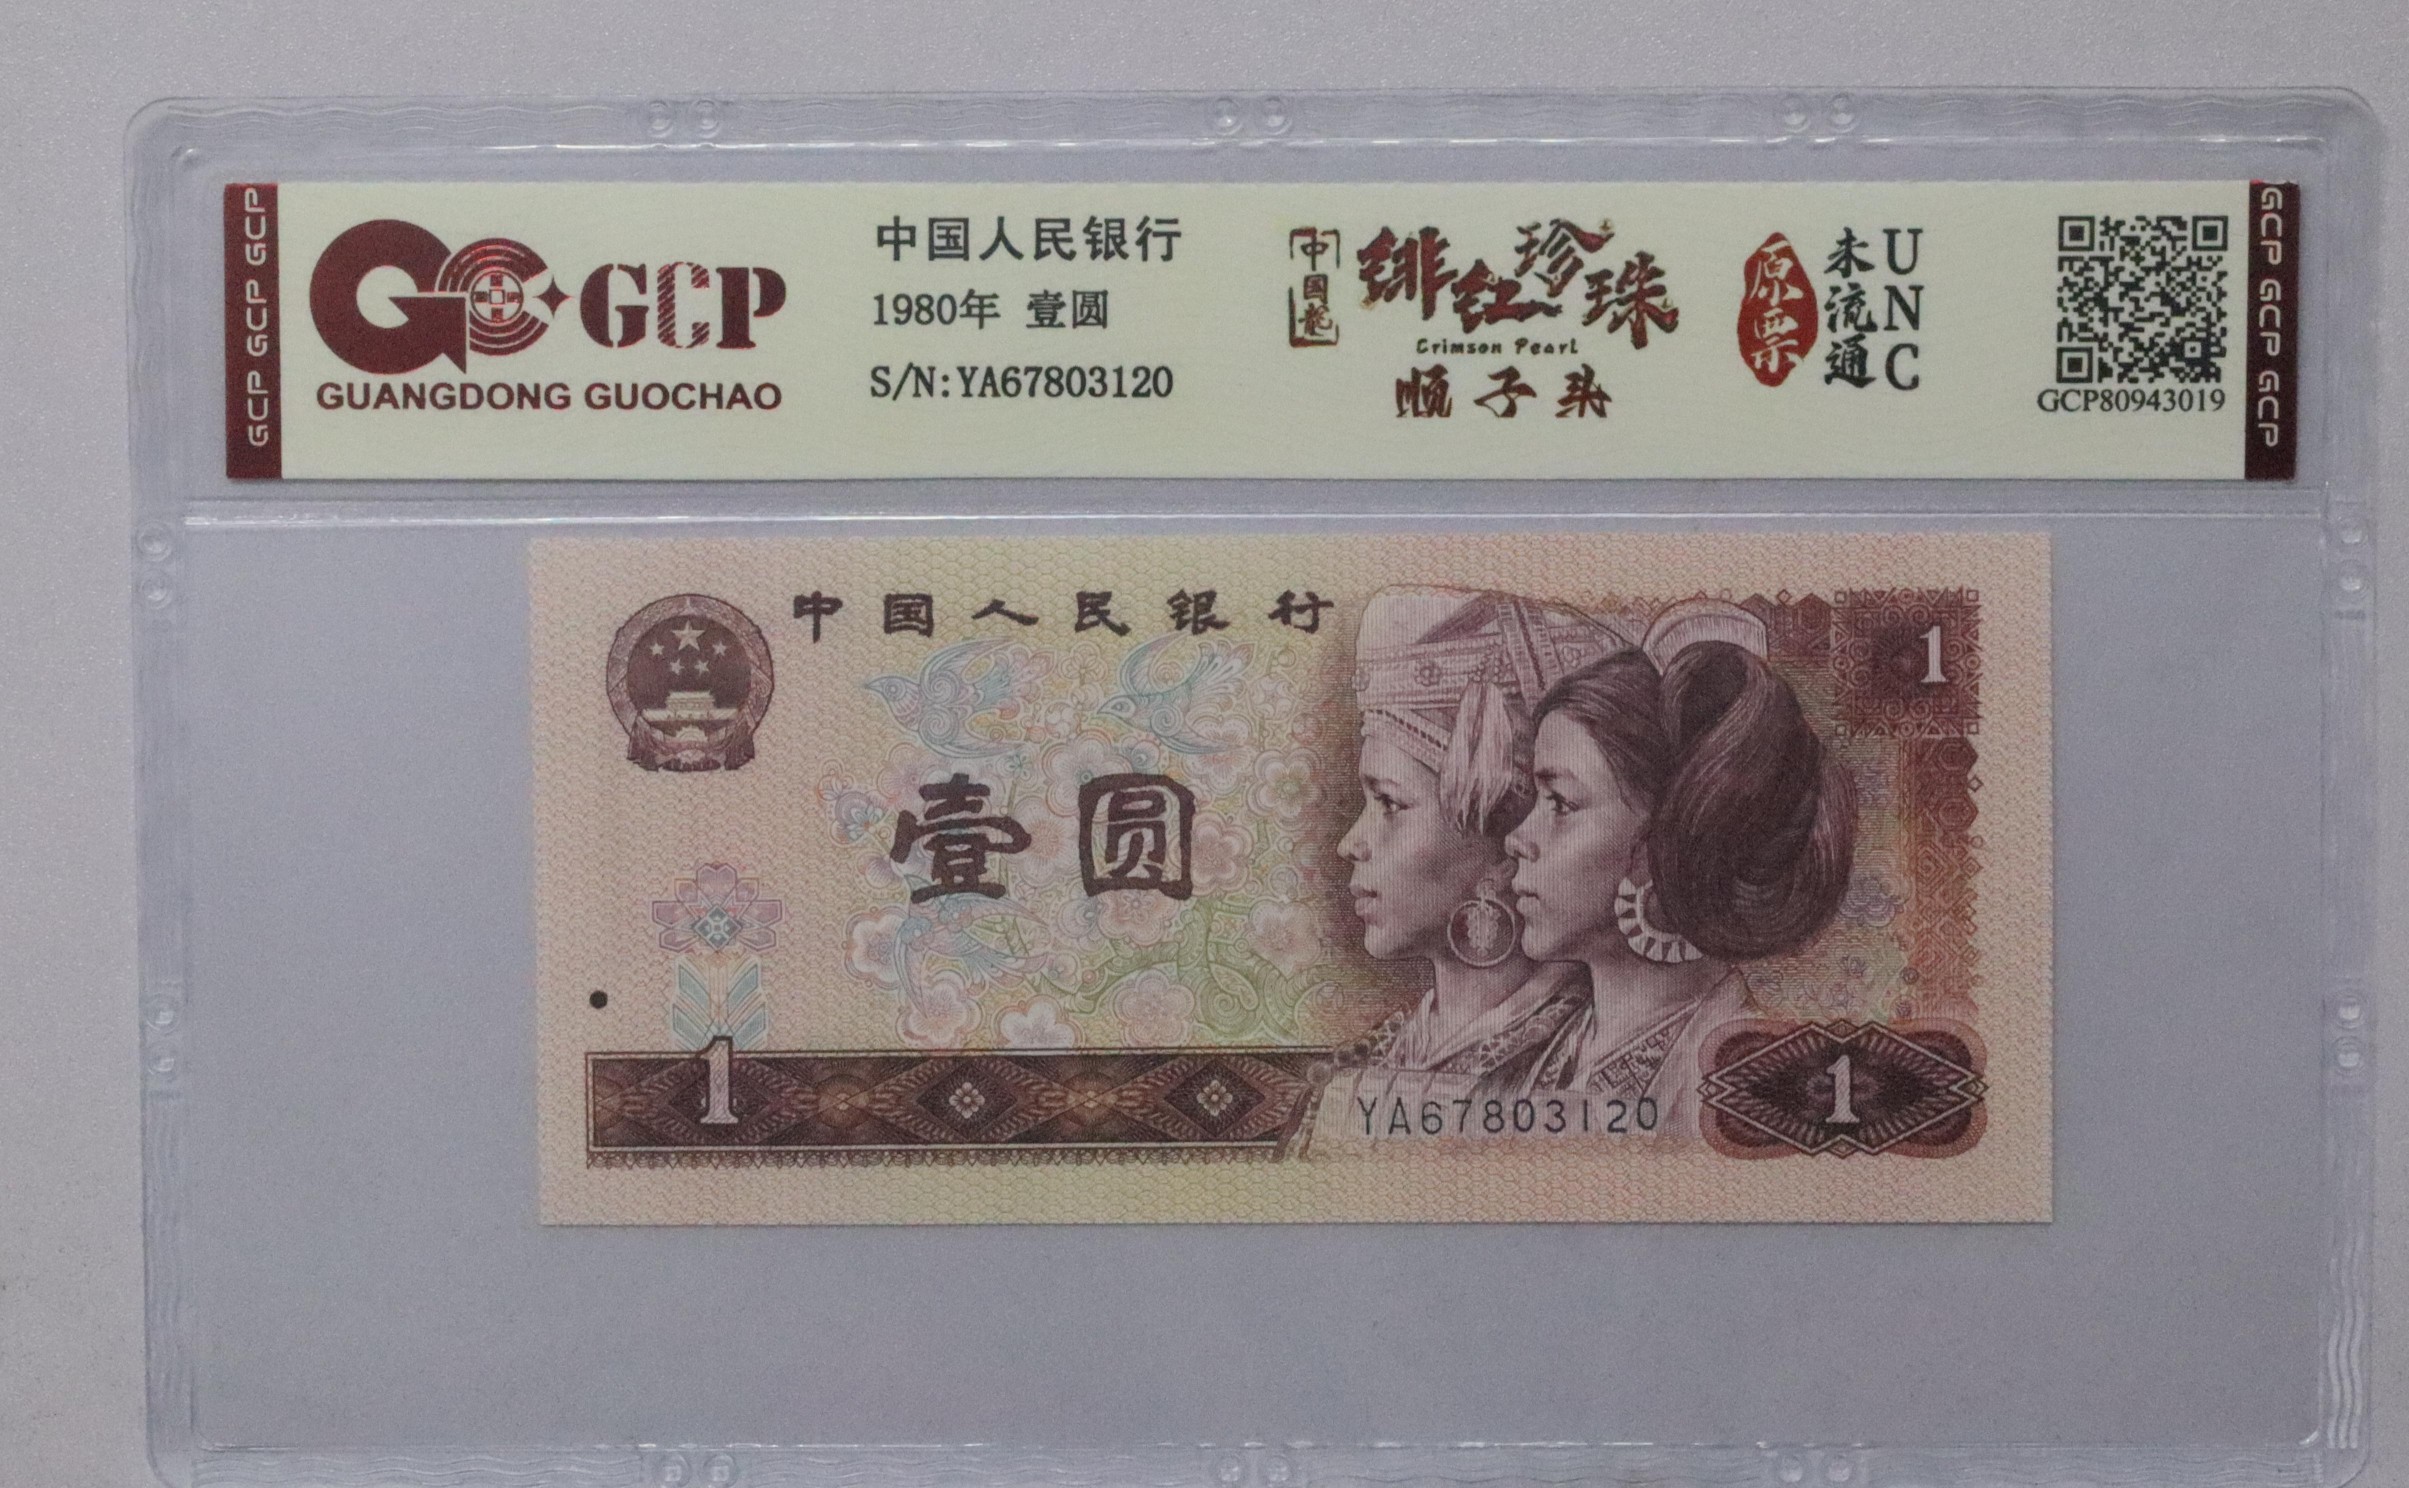 GCP GCP GCP
GCP
GUANGDONG GUOCHAO
中国人民银行
1980年 壹圆
S/N:YA67803120
中国龙
绯红珍珠
Crimson Pearl
顺子头
原票
未流通
UNC
GCP80943019
GCP GCP GCP
中国人民银行
1
壹圆
1
YA67803120
1